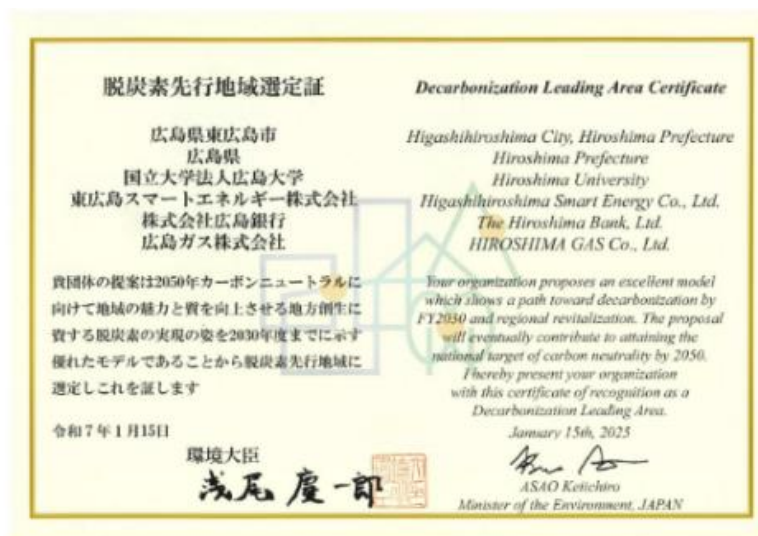 脱炭素先行地域選定証
広島県東広島市
広島県
国立大学法人広島大学
東広島スマートエネルギー株式会社
株式会社広島銀行
広島ガス株式会社
貴団体の提案は2050年カーボンニュートラルに
向けて地域の魅力と質を向上させる地方創生に
資する脱炭素の実現の姿を2030年度までに示す
優れたモデルであることから脱炭素先行地域に
選定しこれを証します
令和7年1月15日
環境大臣
浅尾慶一郎
Decarbonization Leading Area Certificate
Higashihiroshima City, Hiroshima Prefecture
Hiroshima Prefecture
Hiroshima University
Higashihiroshima Smart Energy Co., Ltd.
The Hiroshima Bank, Ltd.
HIROSHIMA GAS Co., Ltd.
Your organization proposes an excellent model
which shows a path toward decarbonization by
FY2030 and regional revitalization. The proposal
will eventually contribute to attaining the
national target of carbon neutrality by 2050.
I hereby present your organization
with this certificate of recognition as a
Decarbonization Leading Area.
January 15th, 2025
ASAO Keiichiro
Minister of the Environment, JAPAN